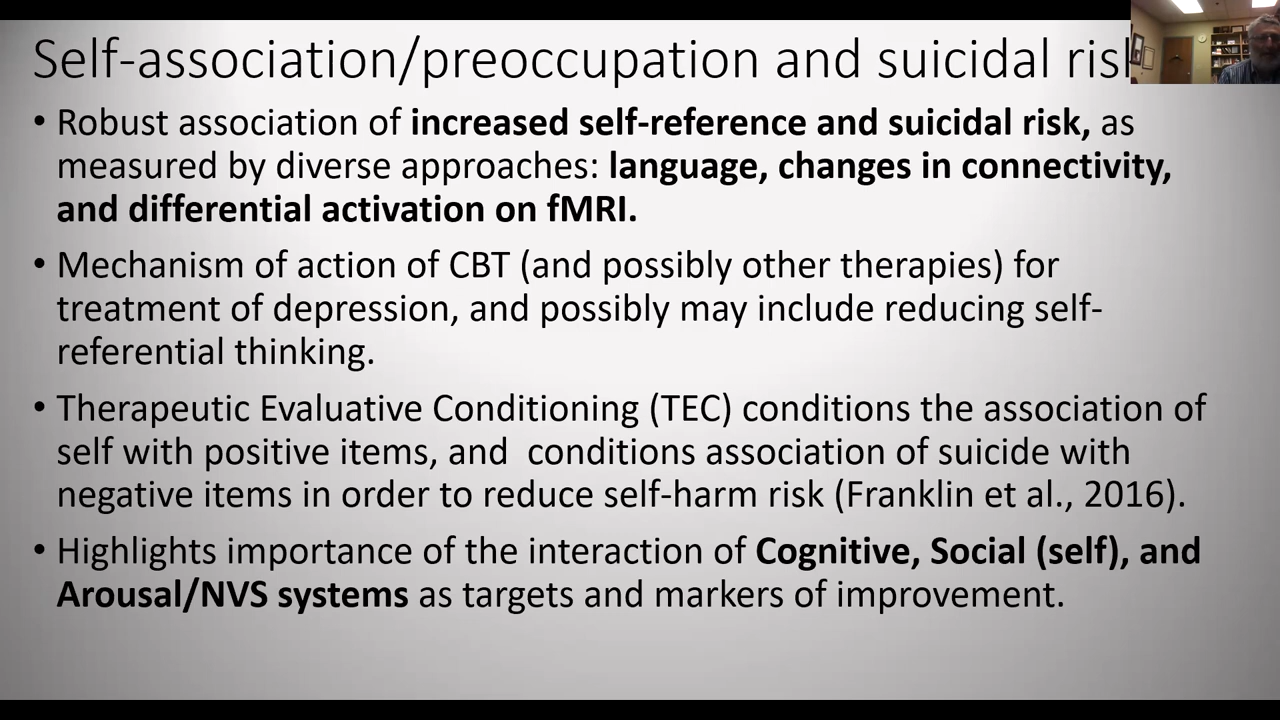 Self-association/preoccupation and suicidal risk
• Robust association of increased self-reference and suicidal risk, as
measured by diverse approaches: language, changes in connectivity,
and differential activation on fMRI.
• Mechanism of action of CBT (and possibly other therapies) for
treatment of depression, and possibly may include reducing self-
referential thinking.
• Therapeutic Evaluative Conditioning (TEC) conditions the association of
self with positive items, and  conditions association of suicide with
negative items in order to reduce self-harm risk (Franklin et al., 2016).
• Highlights importance of the interaction of Cognitive, Social (self), and
Arousal/NVS systems as targets and markers of improvement.